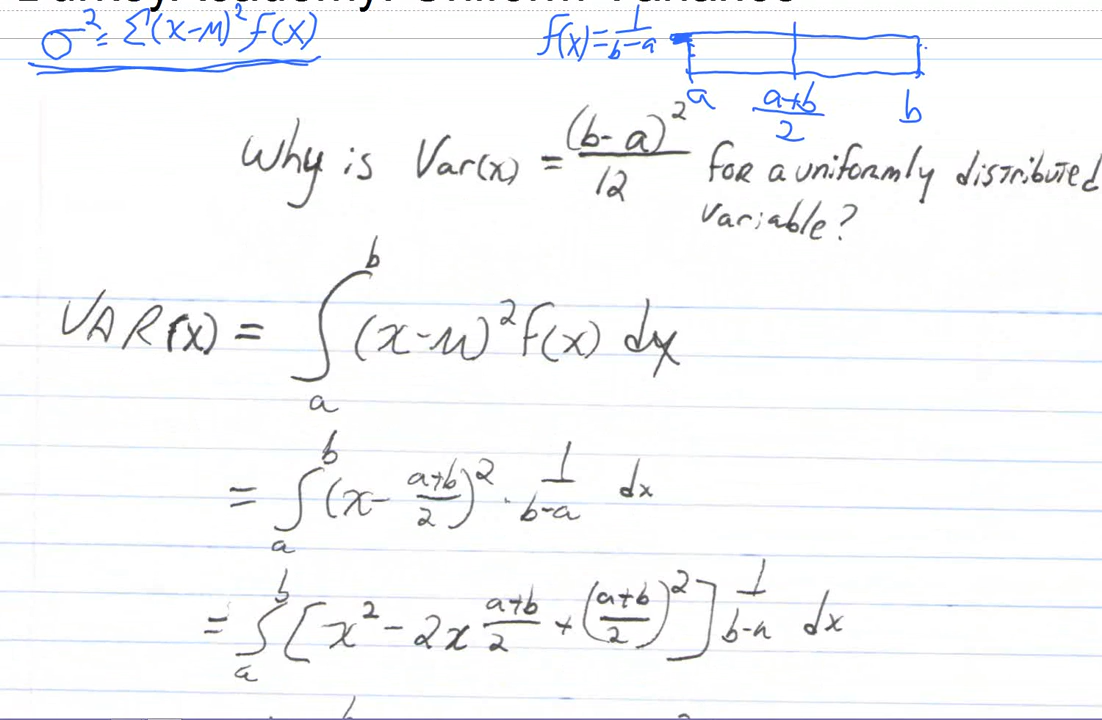 σ² = Σ(x-μ)² f(x)
f(x) = 1/(b-a)
a (a+b)/2 b
Why is Var(x) = (b-a)²/12 for a uniformly distributed
variable?
VAR(x) = ∫_a^b (x-μ)² f(x) dx
= ∫_a^b (x - (a+b)/2)² · 1/(b-a) dx
= ∫_a^b [x² - 2x (a+b)/2 + ((a+b)/2)²] 1/(b-a) dx